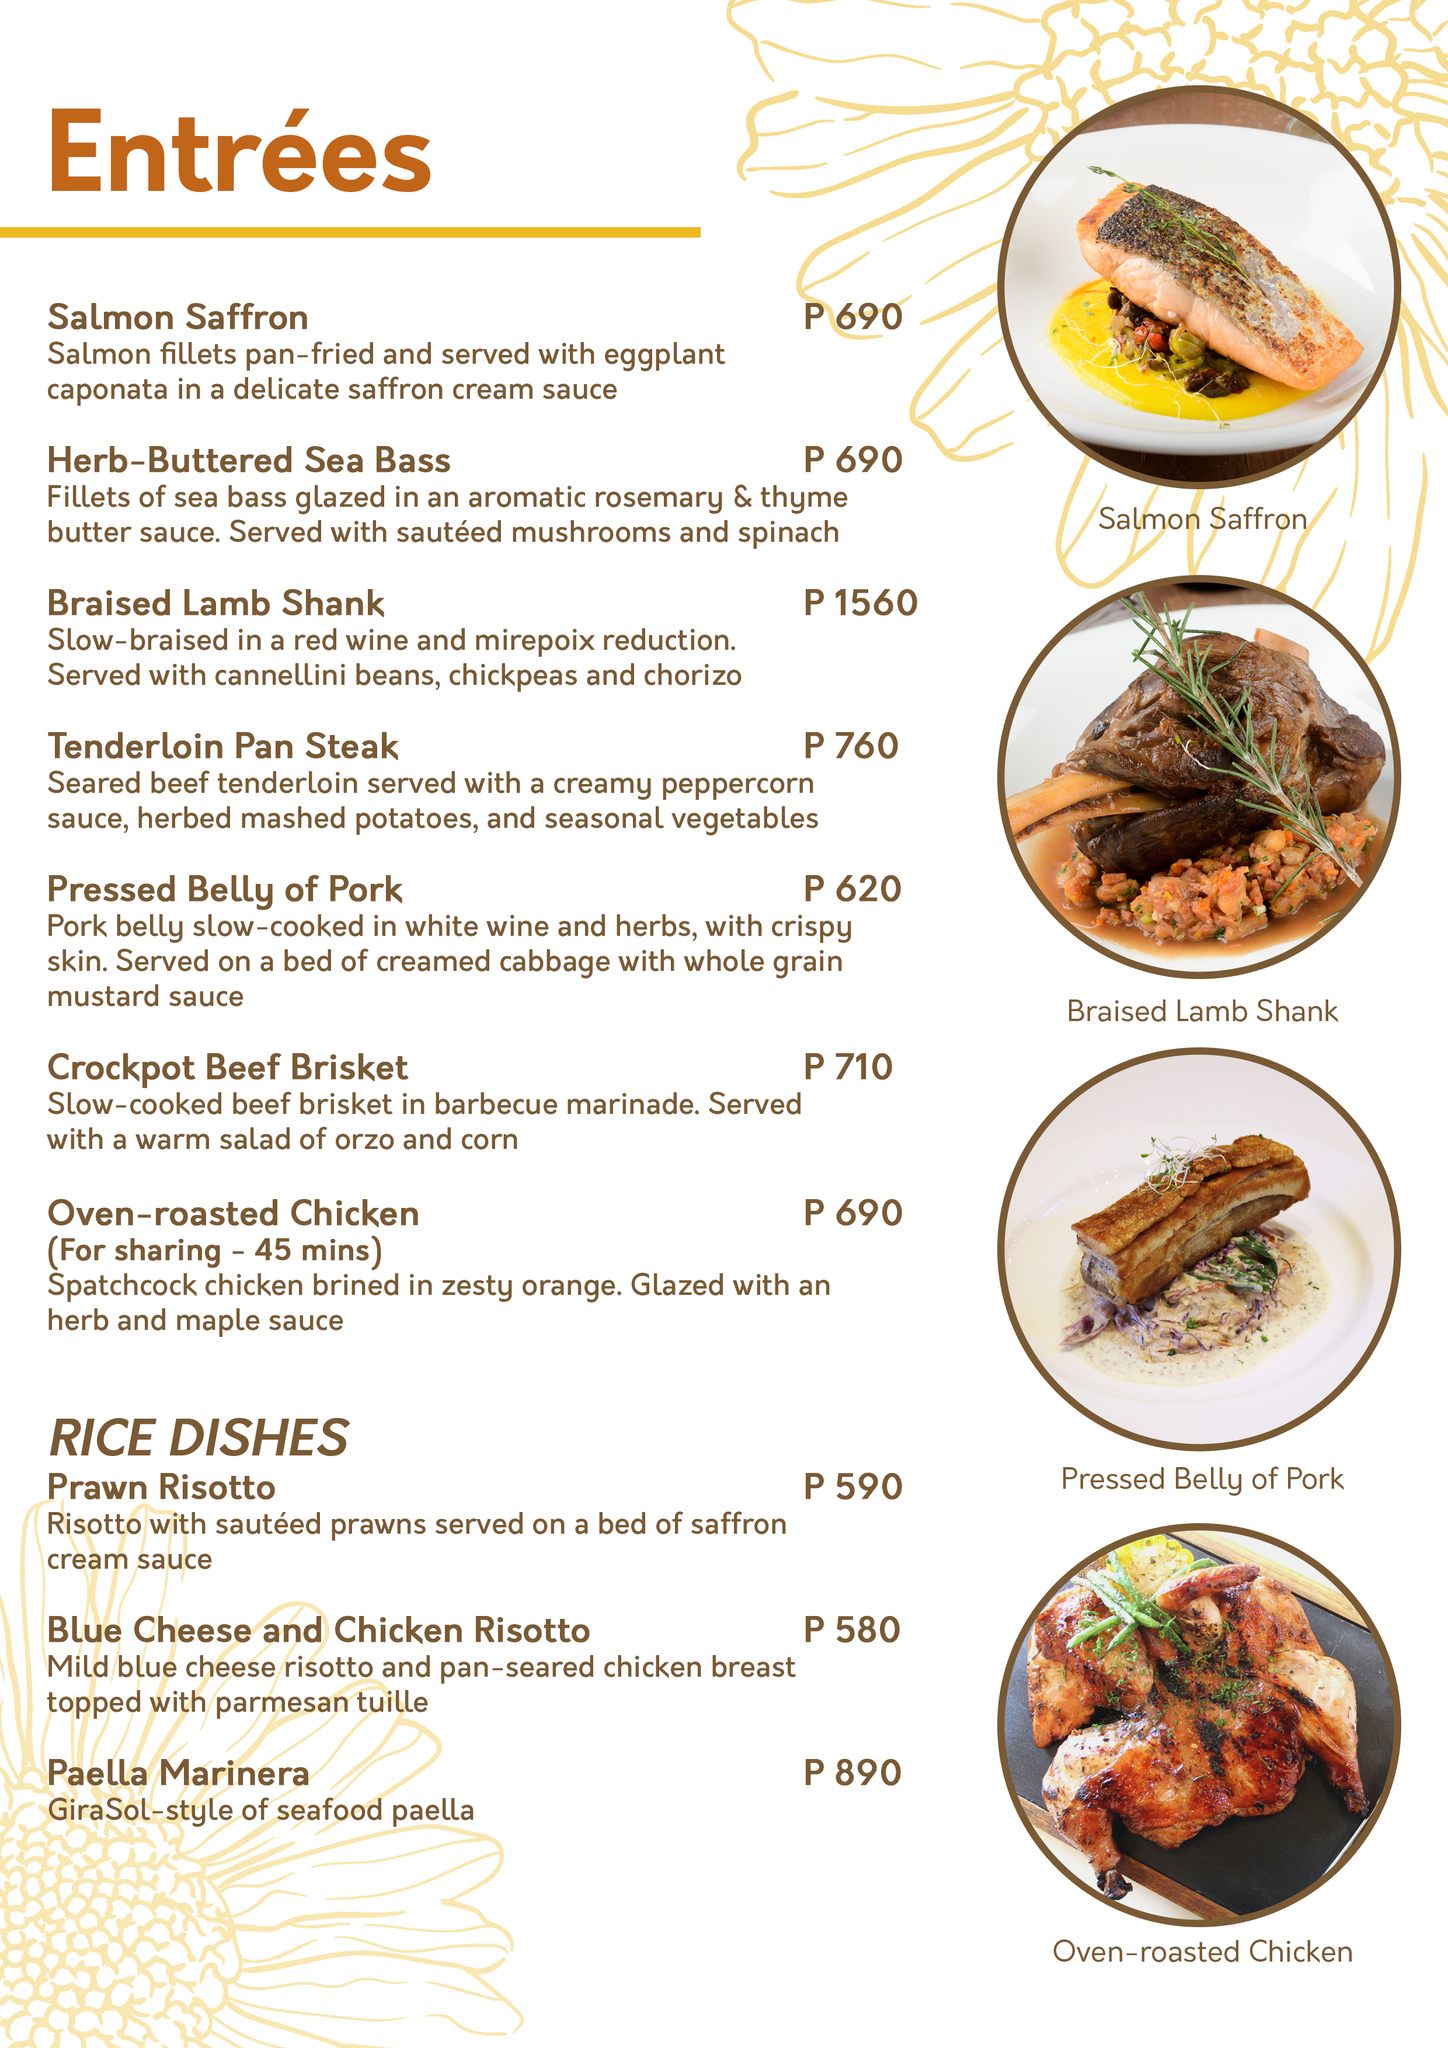 Entrées
Salmon Saffron P 690
Salmon fillets pan-fried and served with eggplant
caponata in a delicate saffron cream sauce
Herb-Buttered Sea Bass P 690
Fillets of sea bass glazed in an aromatic rosemary & thyme
butter sauce. Served with sautéed mushrooms and spinach
Braised Lamb Shank P 1560
Slow-braised in a red wine and mirepoix reduction.
Served with cannellini beans, chickpeas and chorizo
Tenderloin Pan Steak P 760
Seared beef tenderloin served with a creamy peppercorn
sauce, herbed mashed potatoes, and seasonal vegetables
Pressed Belly of Pork P 620
Pork belly slow-cooked in white wine and herbs, with crispy
skin. Served on a bed of creamed cabbage with whole grain
mustard sauce
Crockpot Beef Brisket P 710
Slow-cooked beef brisket in barbecue marinade. Served
with a warm salad of orzo and corn
Oven-roasted Chicken P 690
(For sharing - 45 mins)
Spatchcock chicken brined in zesty orange. Glazed with an
herb and maple sauce
RICE DISHES
Prawn Risotto P 590
Risotto with sautéed prawns served on a bed of saffron
cream sauce
Blue Cheese and Chicken Risotto P 580
Mild blue cheese risotto and pan-seared chicken breast
topped with parmesan tuille
Paella Marinera P 890
GiraSol-style of seafood paella
Salmon Saffron
Braised Lamb Shank
Pressed Belly of Pork
Oven-roasted Chicken